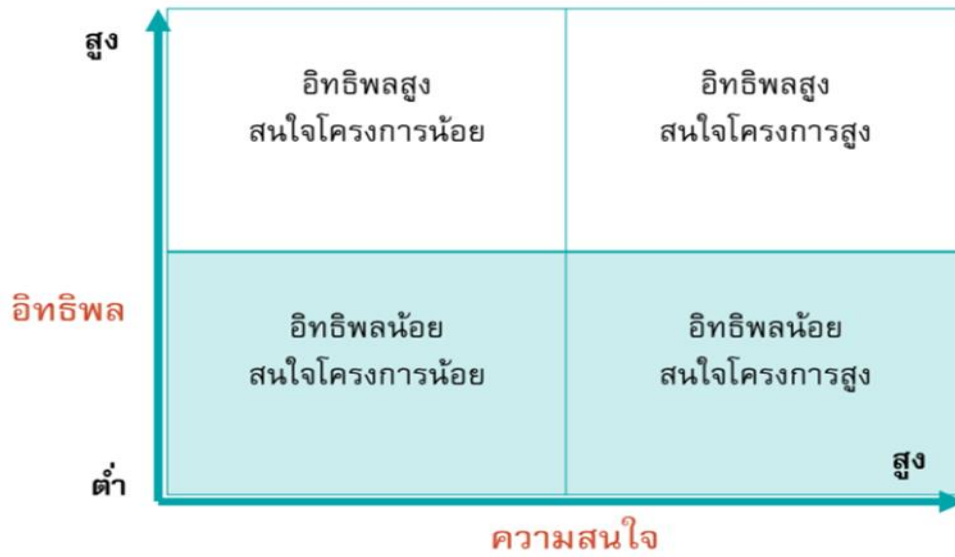 สูง
อิทธิพลสูง
สนใจโครงการน้อย
อิทธิพลสูง
สนใจโครงการสูง
อิทธิพล
อิทธิพลน้อย
สนใจโครงการน้อย
อิทธิพลน้อย
สนใจโครงการสูง
ต่ำ
สูง
ความสนใจ